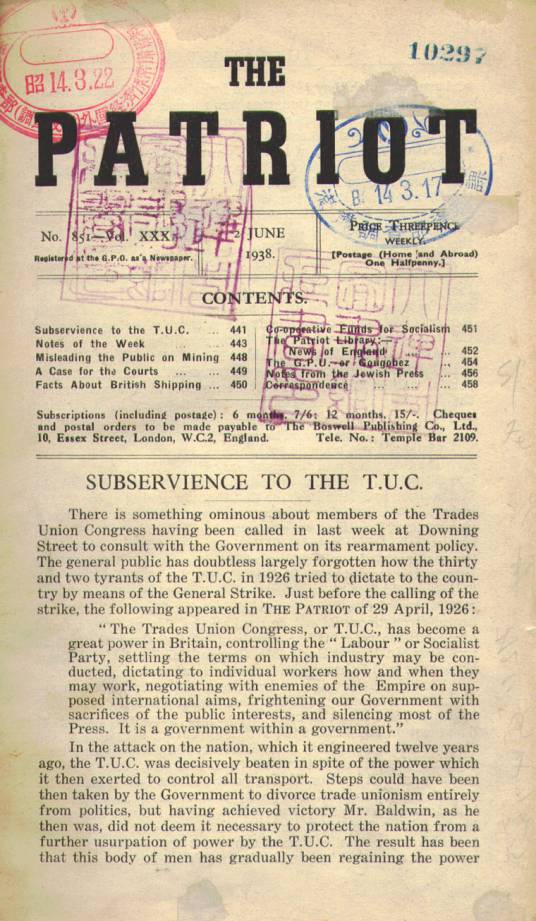 10297
昭 14.3.22
THE
PATRIOT
14 3.17
No. 851—Vol. XXX.
2 JUNE
1938.
PRICE THREEPENCE
WEEKLY.
Registered at the G.P.O. as a Newspaper.
[Postage (Home and Abroad)
One Halfpenny.]
CONTENTS.
Subservience to the T.U.C. ... 441
Notes of the Week ... 443
Misleading the Public on Mining 448
A Case for the Courts ... ... 449
Facts About British Shipping ... 450
Co-operative Funds for Socialism 451
The Patriot Library:—
News of England ... ... 452
The G.P.U. or Gougobez ... 454
Notes from the Jewish Press ... 456
Correspondence ... ... ... 458
Subscriptions (including postage): 6 months, 7/6; 12 months, 15/-. Cheques
and postal orders to be made payable to The Boswell Publishing Co., Ltd.,
10, Essex Street, London, W.C.2, England. Tele. No.: Temple Bar 2109.
SUBSERVIENCE TO THE T.U.C.
There is something ominous about members of the Trades
Union Congress having been called in last week at Downing
Street to consult with the Government on its rearmament policy.
The general public has doubtless largely forgotten how the thirty
and two tyrants of the T.U.C. in 1926 tried to dictate to the coun-
try by means of the General Strike. Just before the calling of the
strike, the following appeared in THE PATRIOT of 29 April, 1926:
" The Trades Union Congress, or T.U.C., has become a
great power in Britain, controlling the " Labour " or Socialist
Party, settling the terms on which industry may be con-
ducted, dictating to individual workers how and when they
may work, negotiating with enemies of the Empire on sup-
posed international aims, frightening our Government with
sacrifices of the public interests, and silencing most of the
Press. It is a government within a government."
In the attack on the nation, which it engineered twelve years
ago, the T.U.C. was decisively beaten in spite of the power which
it then exerted to control all transport. Steps could have been
then taken by the Government to divorce trade unionism entirely
from politics, but having achieved victory Mr. Baldwin, as he
then was, did not deem it necessary to protect the nation from a
further usurpation of power by the T.U.C. The result has been
that this body of men has gradually been regaining the power